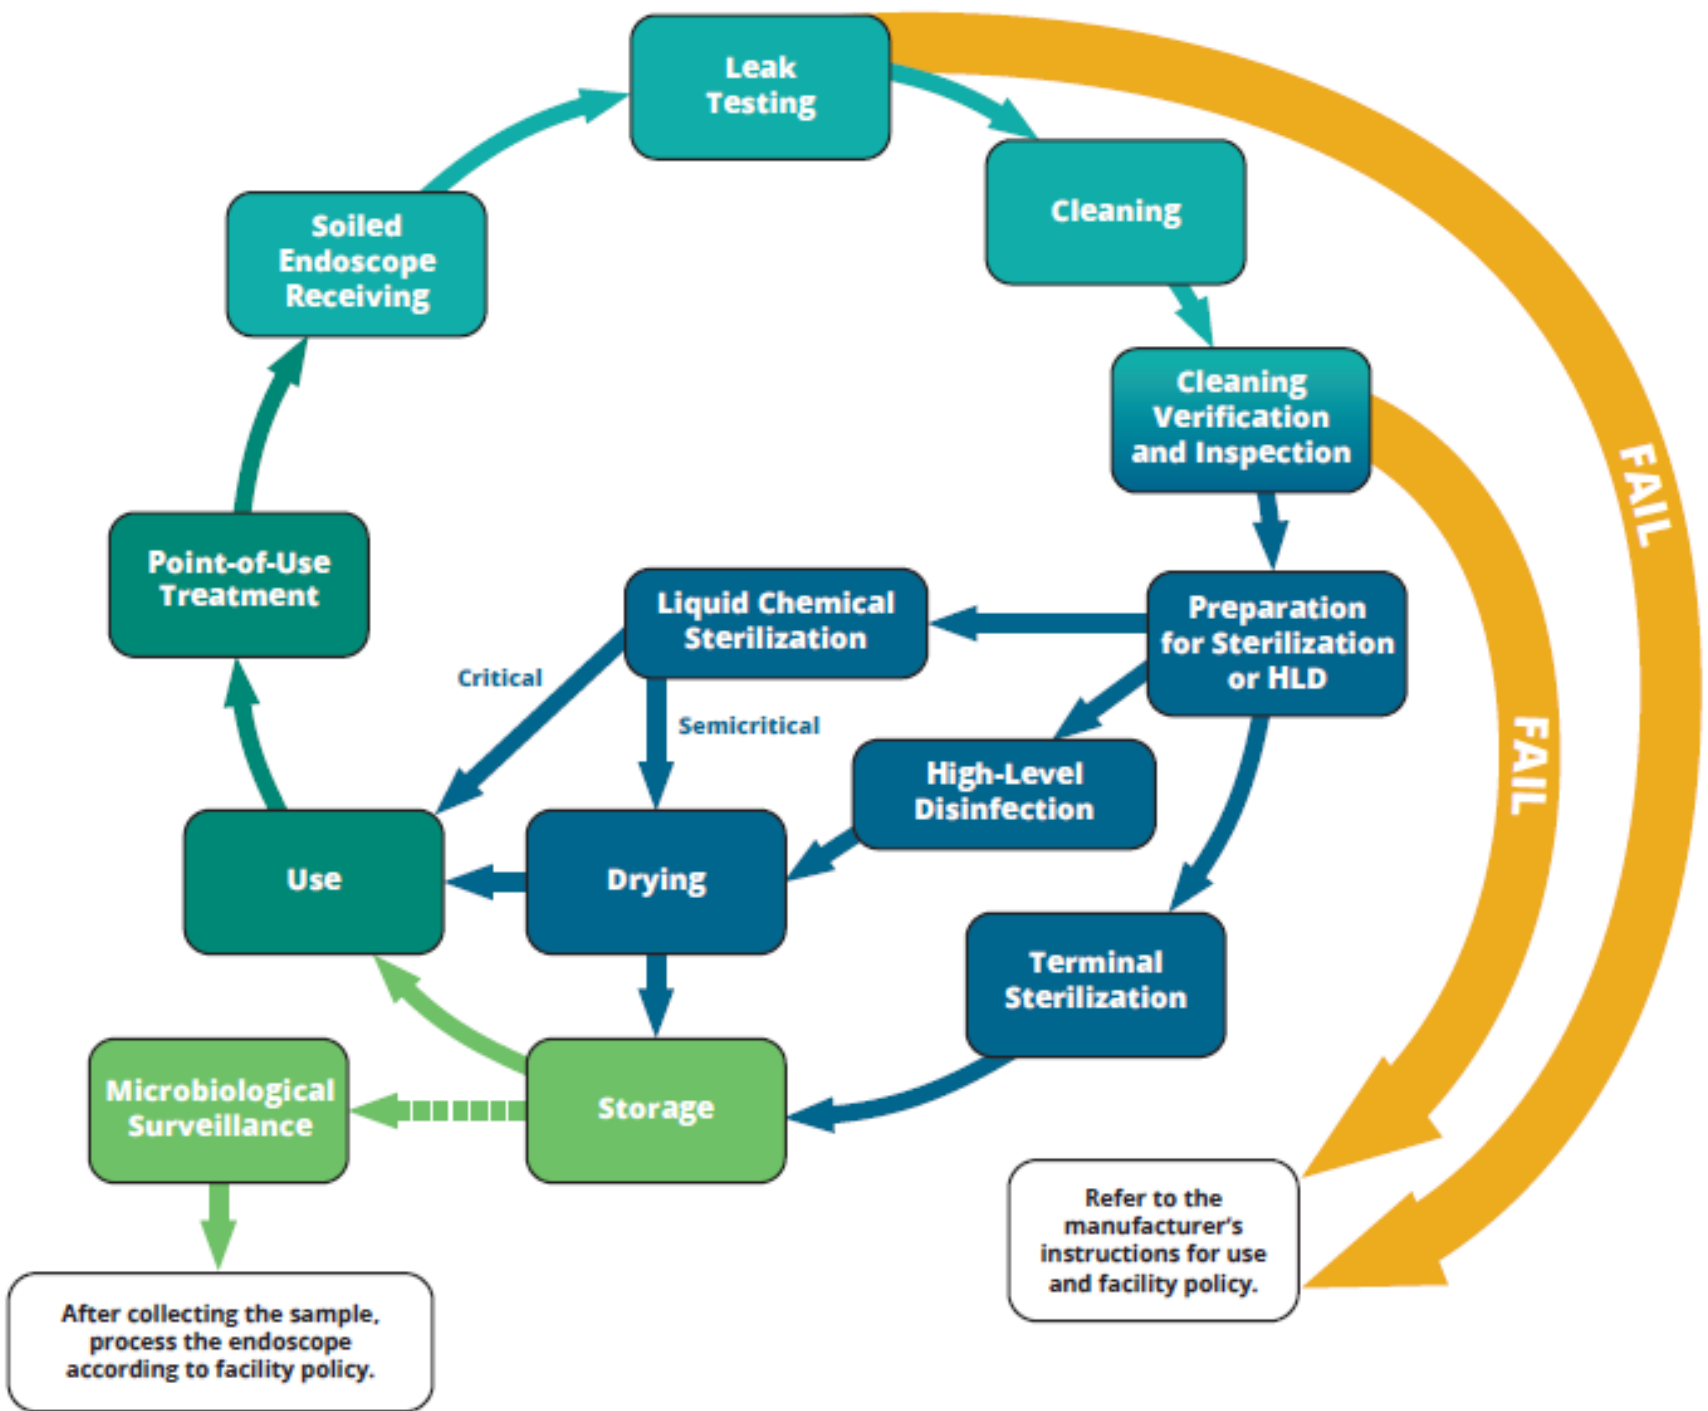 Leak
Testing
Cleaning
Soiled
Endoscope
Receiving
Cleaning
Verification
and Inspection
FAIL
Point-of-Use
Treatment
Liquid Chemical
Sterilization
Preparation
for Sterilization
or HLD
Critical
Semicritical
High-Level
Disinfection
FAIL
Use
Drying
Terminal
Sterilization
Microbiological
Surveillance
Storage
Refer to the
manufacturer's
instructions for use
and facility policy.
After collecting the sample,
process the endoscope
according to facility policy.